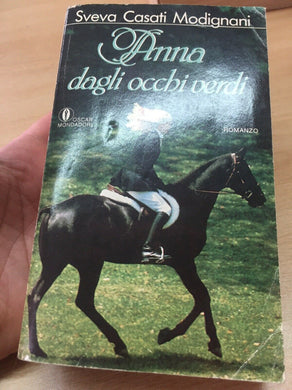 Sveva Casati Modignani
Anna
dagli occhi verdi
OSCAR
MONDADORI
ROMANZO